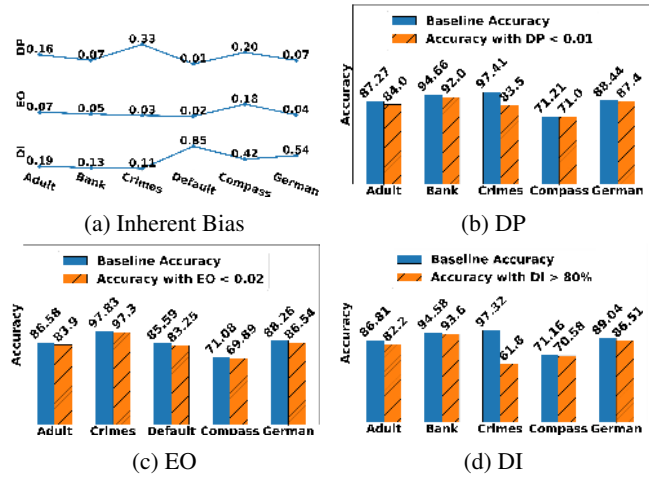 DP
0.16 0.07 0.33 0.01 0.20 0.07
EO
0.07 0.05 0.03 0.02 0.18 0.04
DI
0.19 0.13 0.11 0.85 0.42 0.54
Adult Bank Crimes Default Compass German
(a) Inherent Bias
Baseline Accuracy
Accuracy with DP < 0.01
Accuracy
87.27 84.0 94.66 92.0 97.41 83.5 71.21 71.0 88.44 87.4
Adult Bank Crimes Compass German
(b) DP
Baseline Accuracy
Accuracy with EO < 0.02
Accuracy
86.58 83.9 97.83 97.3 85.59 83.25 71.08 69.89 88.26 86.54
Adult Crimes Default Compass German
(c) EO
Baseline Accuracy
Accuracy with DI > 80%
Accuracy
86.81 82.2 94.58 93.6 97.32 61.8 71.16 70.58 89.04 86.51
Adult Bank Crimes Compass German
(d) DI